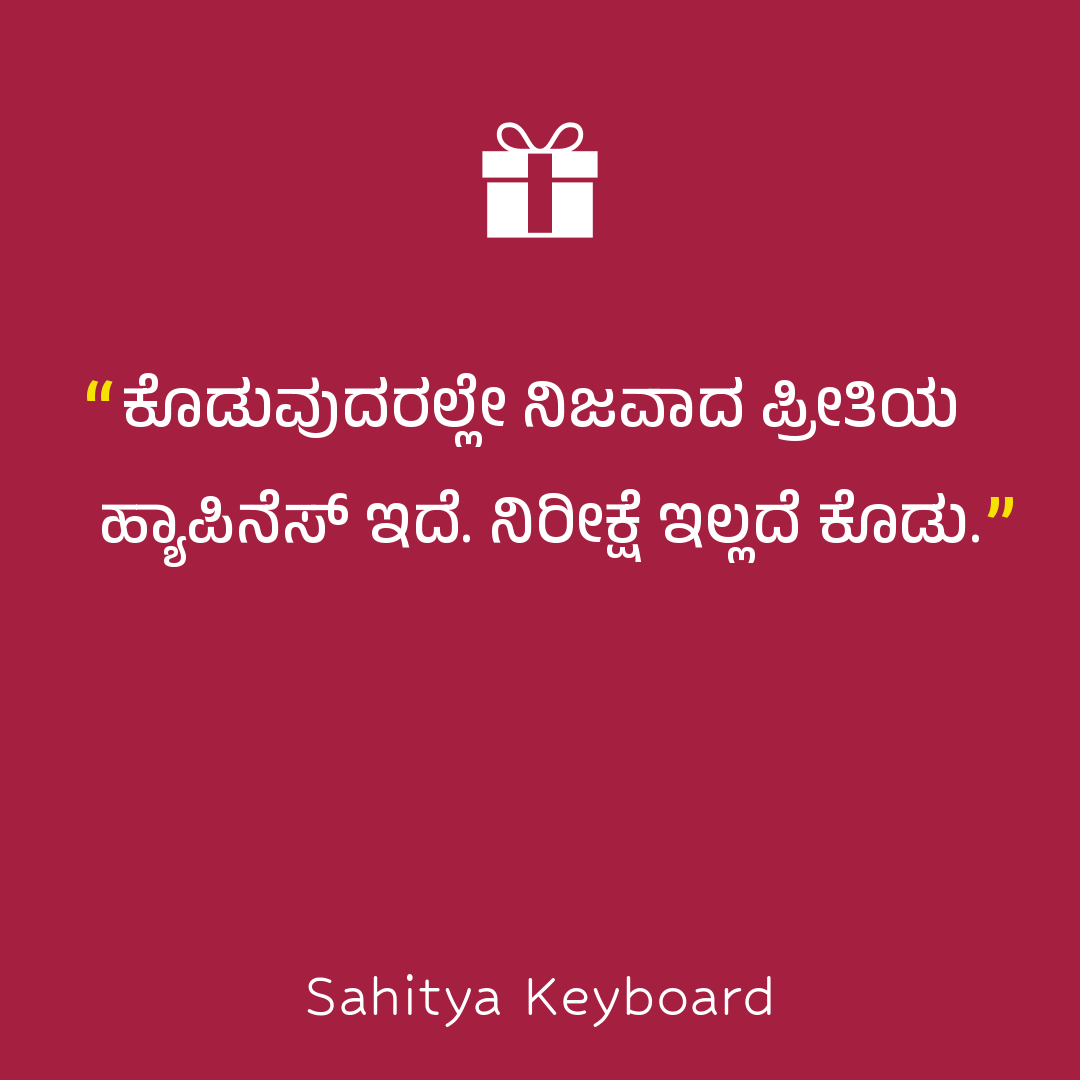 “ಕೊಡುವುದರಲ್ಲೇ ನಿಜವಾದ ಪ್ರೀತಿಯ
ಹ್ಯಾಪಿನೆಸ್ ಇದೆ. ನಿರೀಕ್ಷೆ ಇಲ್ಲದೆ ಕೊಡು.”
Sahitya Keyboard